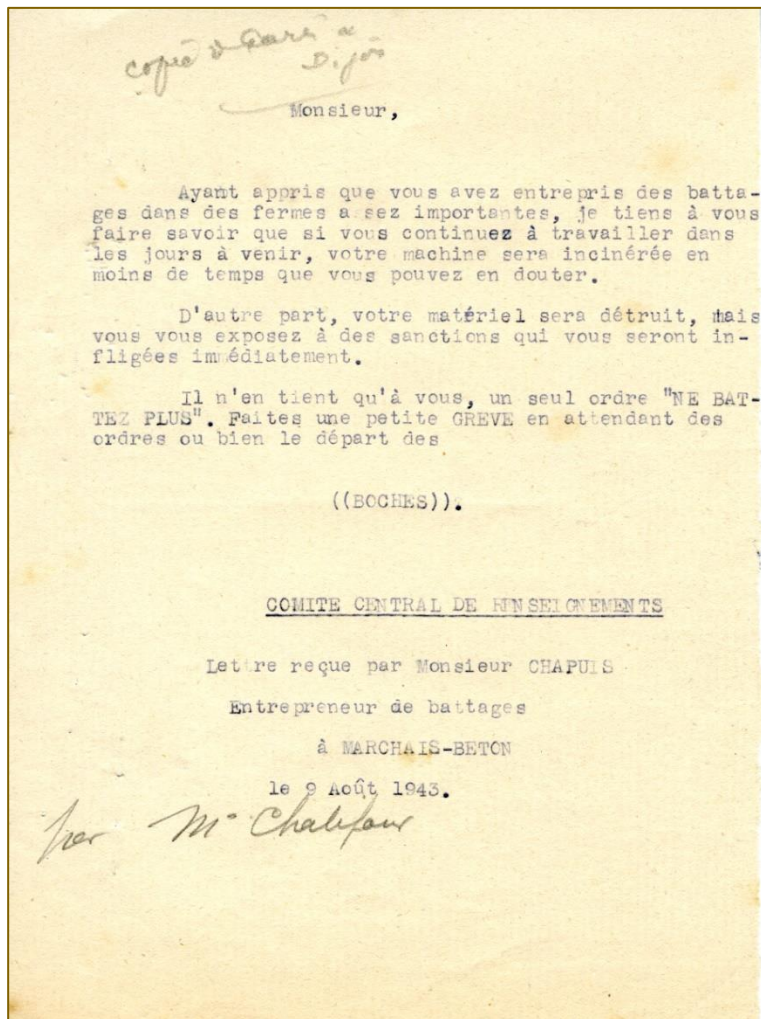 copie
Dijon
Monsieur,
Ayant appris que vous avez entrepris des batta-
ges dans des fermes a sez importantes, je tiens à vous
faire savoir que si vous continuez à travailler dans
les jours à venir, votre machine sera incinérée en
moins de temps que vous pouvez en douter.
D'autre part, votre matériel sera détruit, mais
vous vous exposez à des sanctions qui vous seront in-
fligées immédiatement.
Il n'en tient qu'à vous, un seul ordre "NE BAT-
TEZ PLUS". Faites une petite GREVE en attendant des
ordres ou bien le départ des
((BOCHES)).
COMITE CENTRAL DE RENSEIGNEMENTS
Lettre reçue par Monsieur CHAPUIS
Entrepreneur de battages
à MARCHAIS-BETON
le 9 Août 1943.
par Mr